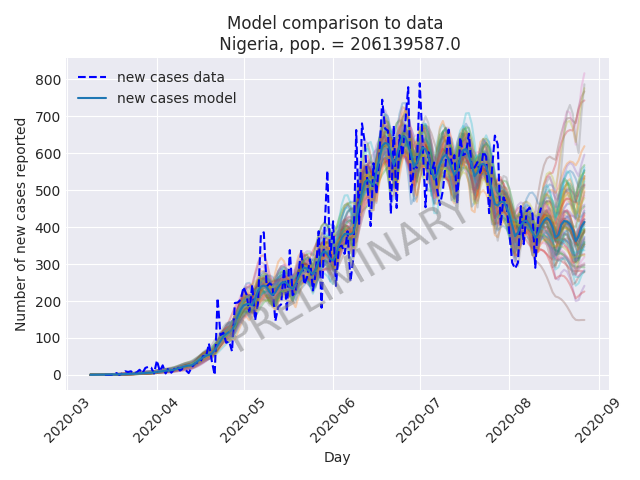 Model comparison to data
Nigeria, pop. = 206139587.0
new cases data
new cases model
Number of new cases reported
800
700
600
500
400
300
200
100
0
PRELIMINARY
2020-03
2020-04
2020-05
2020-06
2020-07
2020-08
2020-09
Day